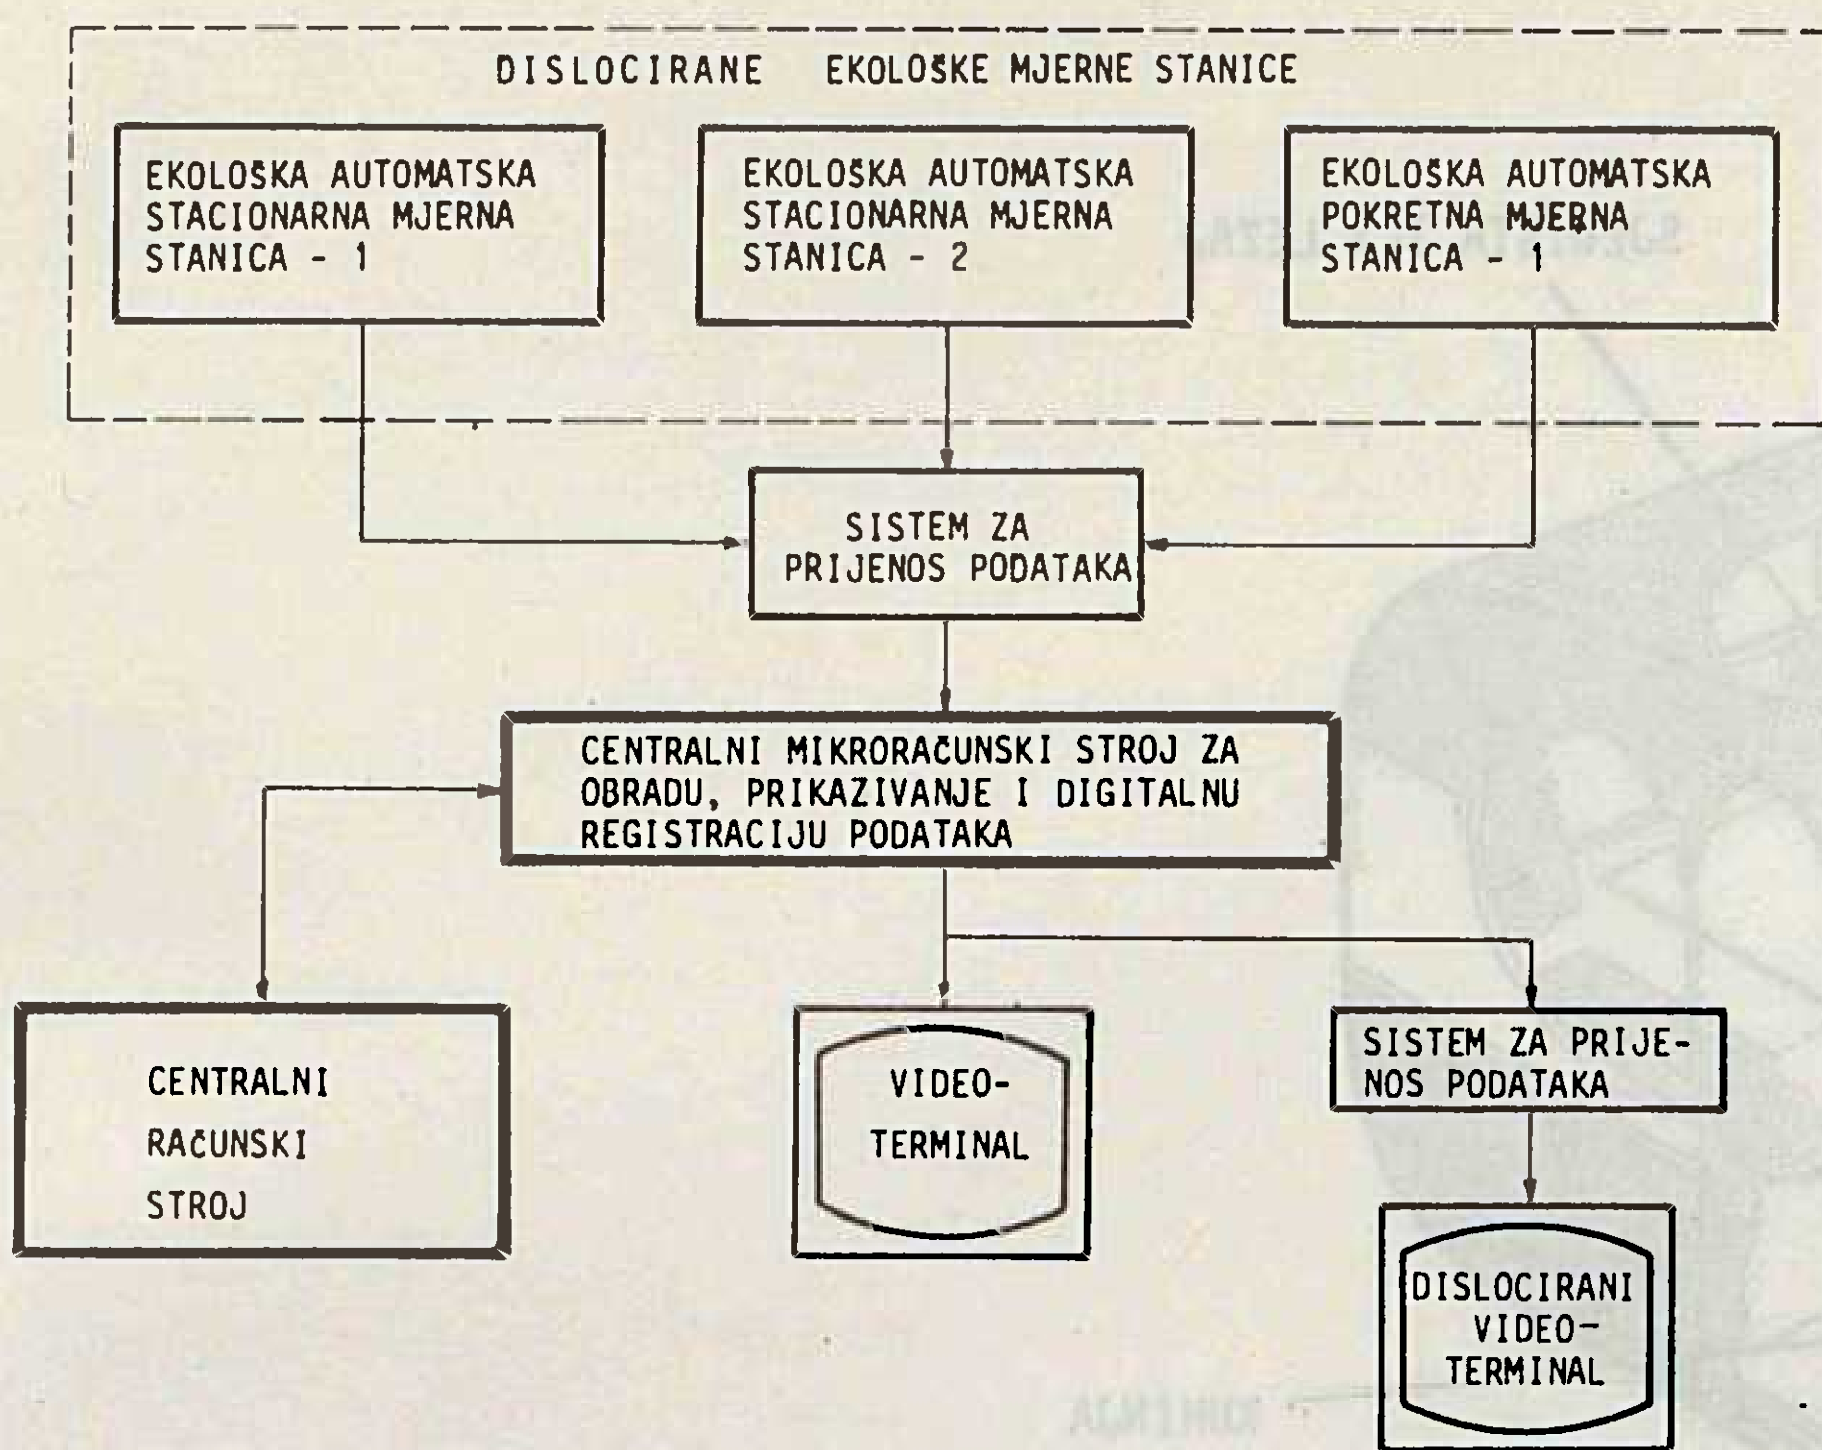 DISLOCIRANE EKOLOŠKE MJERNE STANICE
EKOLOŠKA AUTOMATSKA
STACIONARNA MJERNA
STANICA - 1
EKOLOŠKA AUTOMATSKA
STACIONARNA MJERNA
STANICA - 2
EKOLOŠKA AUTOMATSKA
POKRETNA MJERNA
STANICA - 1
SISTEM ZA
PRIJENOS PODATAKA
CENTRALNI MIKRORAČUNSKI STROJ ZA
OBRADU, PRIKAZIVANJE I DIGITALNU
REGISTRACIJU PODATAKA
CENTRALNI
RAČUNSKI
STROJ
VIDEO-
TERMINAL
SISTEM ZA PRIJE-
NOS PODATAKA
DISLOCIRANI
VIDEO-
TERMINAL